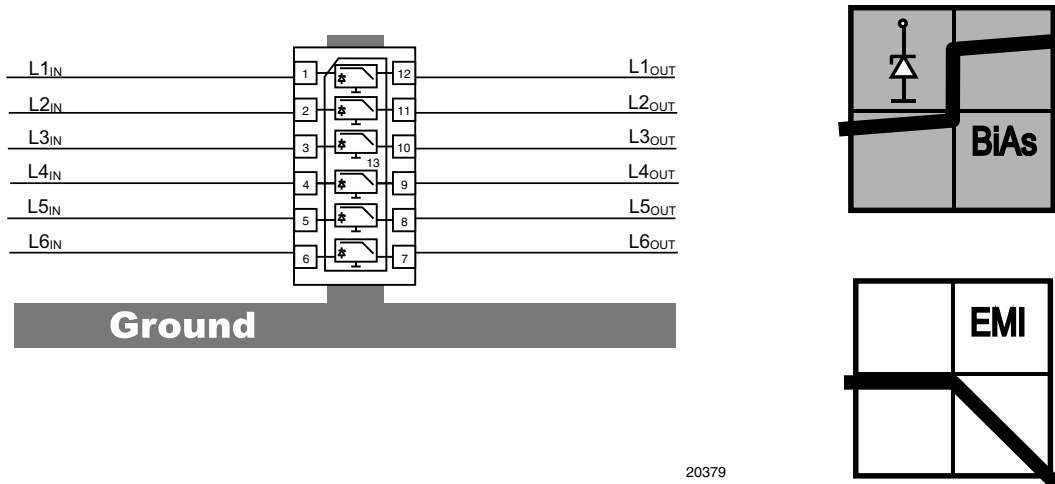 L1IN 1 12 L1OUT
L2IN 2 11 L2OUT
L3IN 3 10 L3OUT
13
L4IN 4 9 L4OUT
L5IN 5 8 L5OUT
L6IN 6 7 L6OUT
Ground
20379
BiAs
EMI